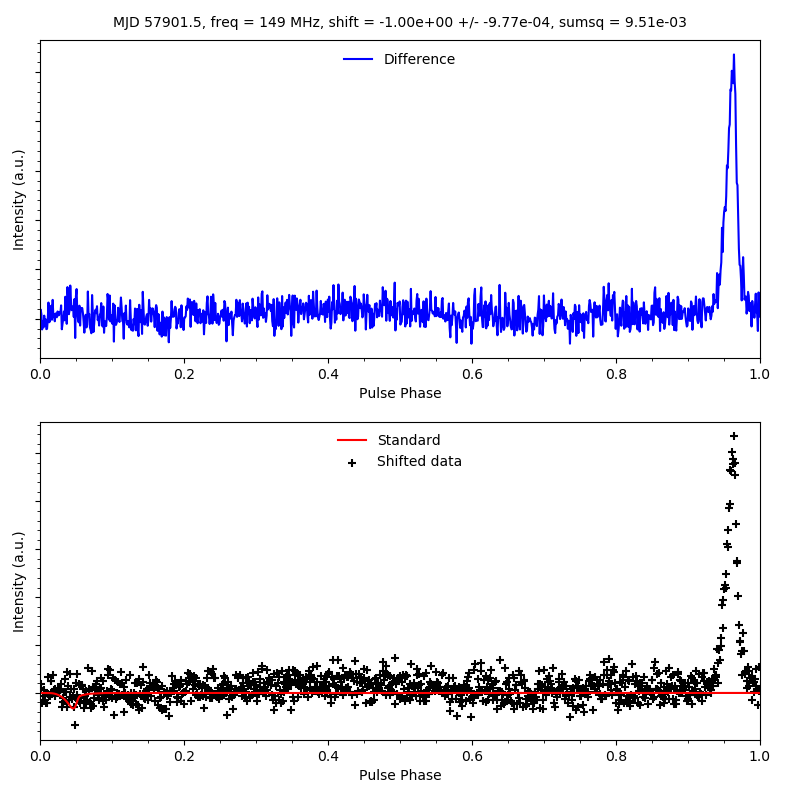 MJD 57901.5, freq = 149 MHz, shift = -1.00e+00 +/- -9.77e-04, sumsq = 9.51e-03
Difference
Intensity (a.u.)
0.0 0.2 0.4 0.6 0.8 1.0
Pulse Phase
Standard
Shifted data
Intensity (a.u.)
0.0 0.2 0.4 0.6 0.8 1.0
Pulse Phase